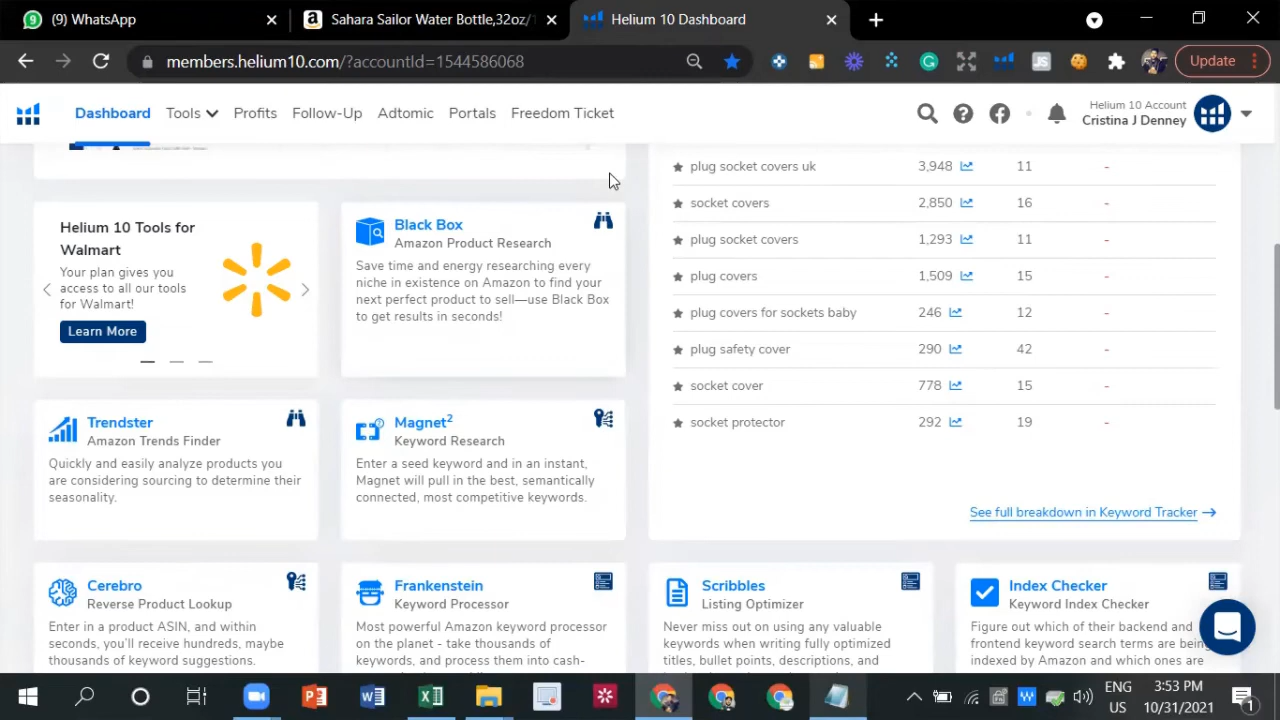 (9) WhatsApp
Sahara Sailor Water Bottle,32oz/
Helium 10 Dashboard
members.helium10.com/?accountId=1544586068
Update
Dashboard
Tools
Profits
Follow-Up
Adtomic
Portals
Freedom Ticket
Helium 10 Account
Cristina J Denney
Helium 10 Tools for
Walmart
Your plan gives you
access to all our tools
for Walmart!
Learn More
Black Box
Amazon Product Research
Save time and energy researching every
niche in existence on Amazon to find your
next perfect product to sell—use Black Box
to get results in seconds!
plug socket covers uk 3,948 11 -
socket covers 2,850 16 -
plug socket covers 1,293 11 -
plug covers 1,509 15 -
plug covers for sockets baby 246 12 -
plug safety cover 290 42 -
socket cover 778 15 -
socket protector 292 19 -
See full breakdown in Keyword Tracker
Trendster
Amazon Trends Finder
Quickly and easily analyze products you
are considering sourcing to determine their
seasonality.
Magnet2
Keyword Research
Enter a seed keyword and in an instant,
Magnet will pull in the best, semantically
connected, most competitive keywords.
Cerebro
Reverse Product Lookup
Enter in a product ASIN, and within
seconds, you'll receive hundreds, maybe
thousands of keyword suggestions.
Frankenstein
Keyword Processor
Most powerful Amazon keyword processor
on the planet - take thousands of
keywords, and process them into cash-
Scribbles
Listing Optimizer
Never miss out on using any valuable
keywords when writing fully optimized
titles, bullet points, descriptions, and
Index Checker
Keyword Index Checker
Figure out which of their backend and
frontend keyword search terms are being
indexed by Amazon and which ones are
ENG
US
3:53 PM
10/31/2021
1